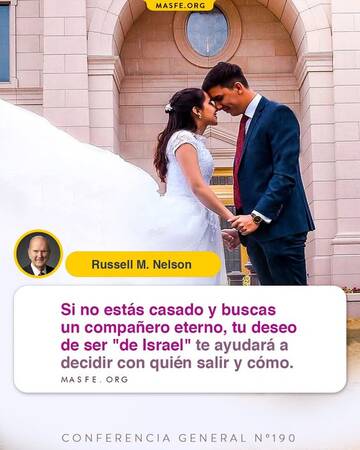 MASFE.ORG
Russell M. Nelson
Si no estás casado y buscas
un compañero eterno, tu deseo
de ser "de Israel" te ayudará a
decidir con quién salir y cómo.
MASFE.ORG
CONFERENCIA GENERAL N°190